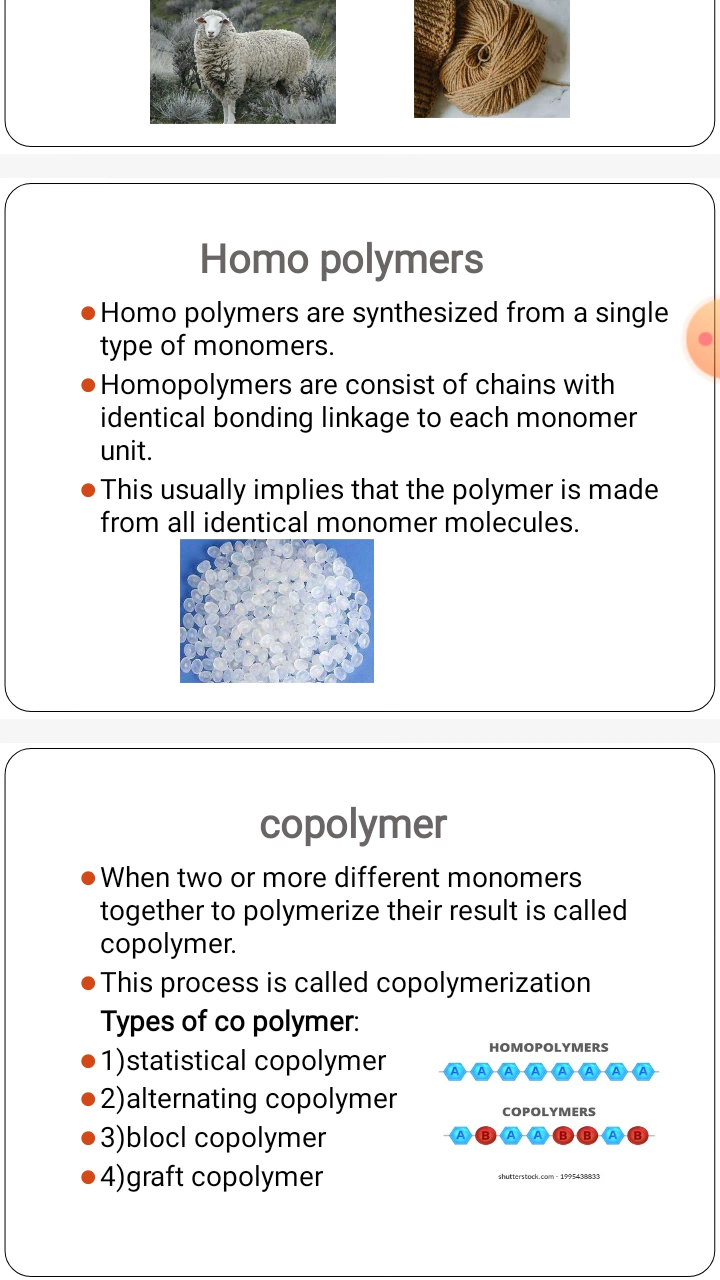 Homo polymers
Homo polymers are synthesized from a single
type of monomers.
Homopolymers are consist of chains with
identical bonding linkage to each monomer
unit.
This usually implies that the polymer is made
from all identical monomer molecules.
copolymer
When two or more different monomers
together to polymerize their result is called
copolymer.
This process is called copolymerization
Types of co polymer:
1)statistical copolymer
2)alternating copolymer
3)blocl copolymer
4)graft copolymer
HOMOPOLYMERS
A A A A A A A A
COPOLYMERS
A B A A B B A B
shutterstock.com - 1995438833